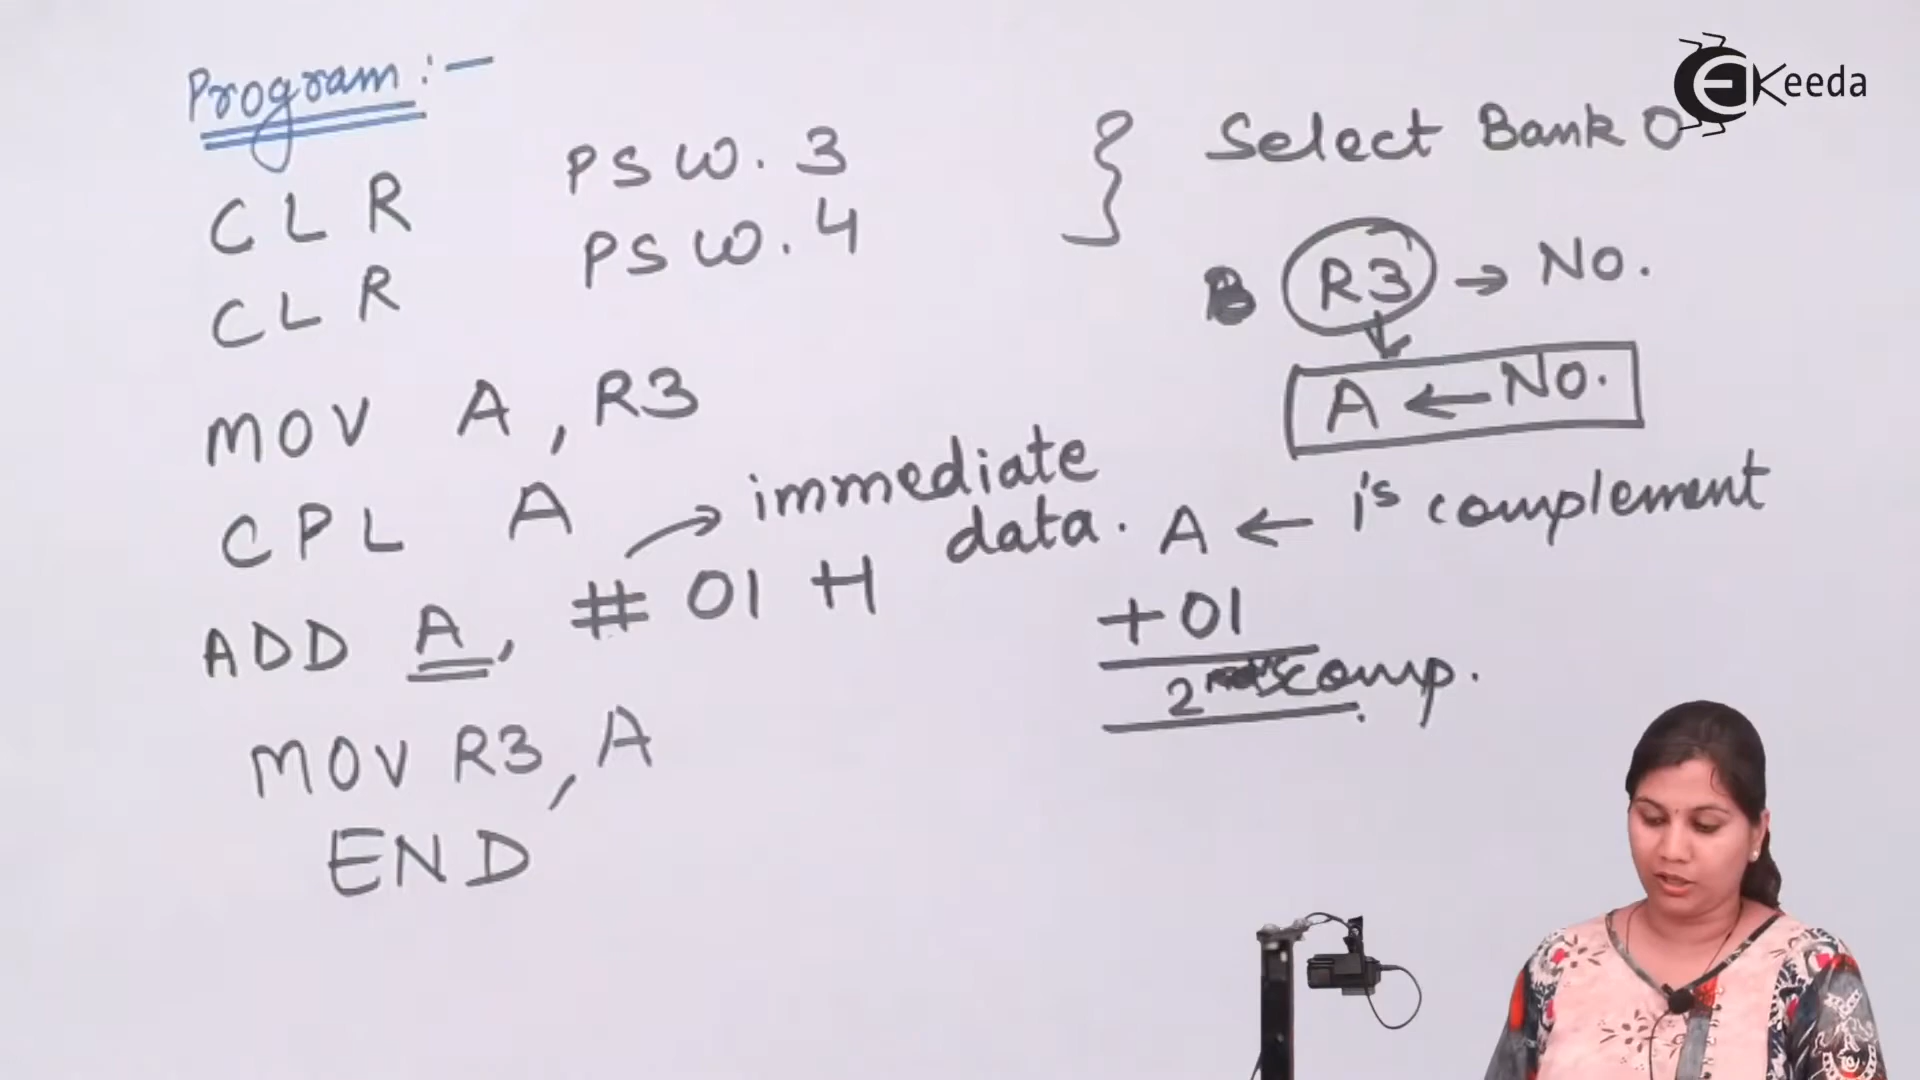 Program:-
CLR PSW.3
CLR PSW.4
} Select Bank 0
R3 → No.
A ← No.
MOV A, R3
CPL A
→ immediate data.
A ← 1's complement
ADD A, # 01 H
+ 01
2 comp.
MOV R3, A
END
EKeeda